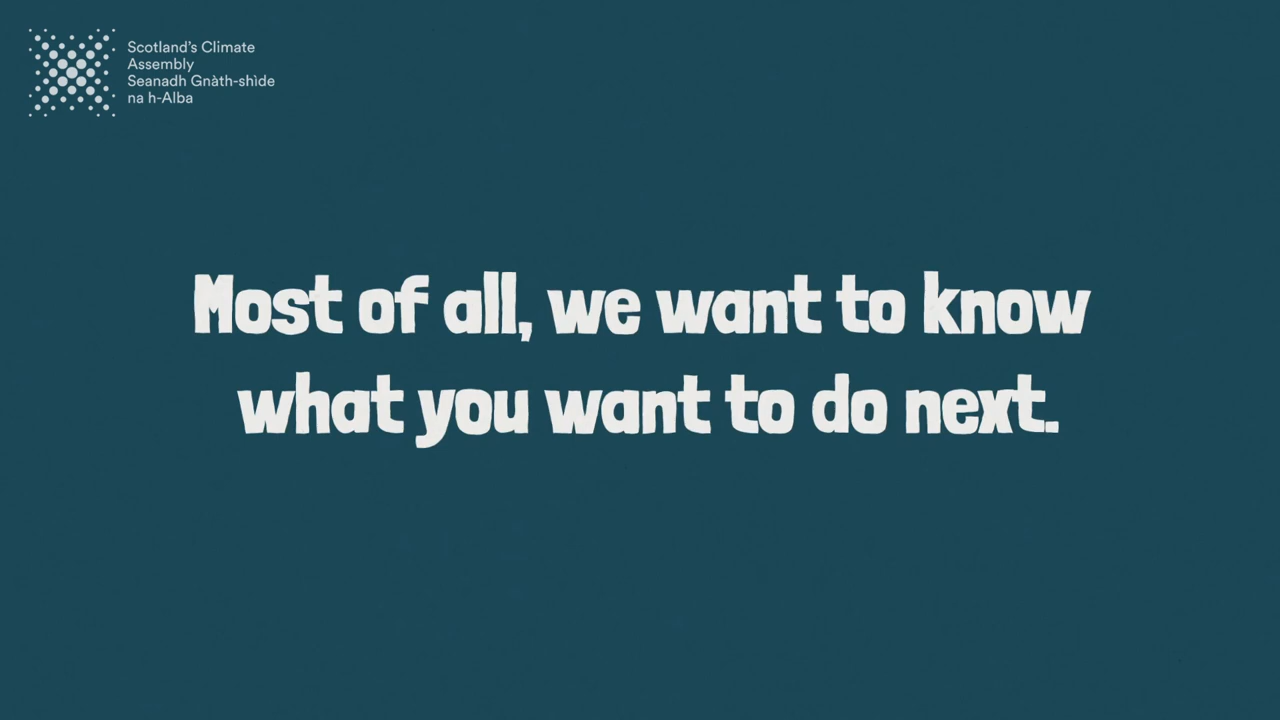 Scotland's Climate
Assembly
Seanadh Gnàth-shìde
na h-Alba
Most of all, we want to know
what you want to do next.